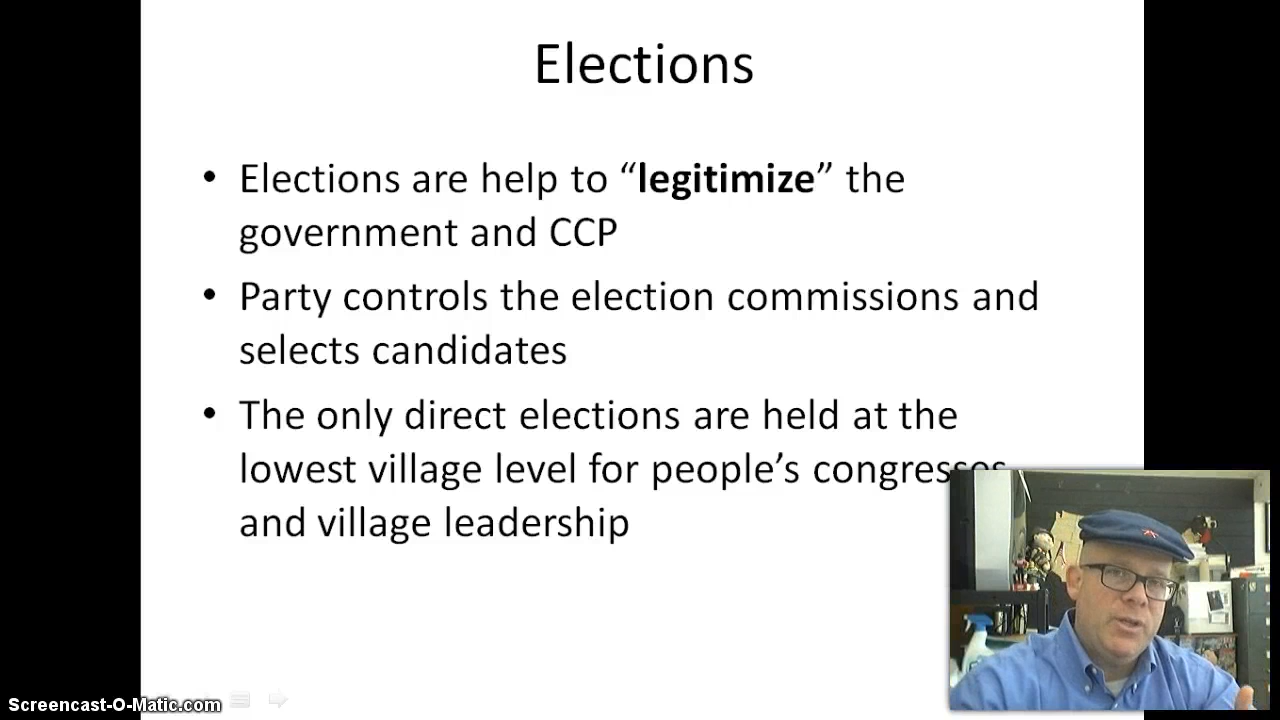 Elections
• Elections are help to “legitimize” the
government and CCP
• Party controls the election commissions and
selects candidates
• The only direct elections are held at the
lowest village level for people’s congresses
and village leadership
Screencast-O-Matic.com